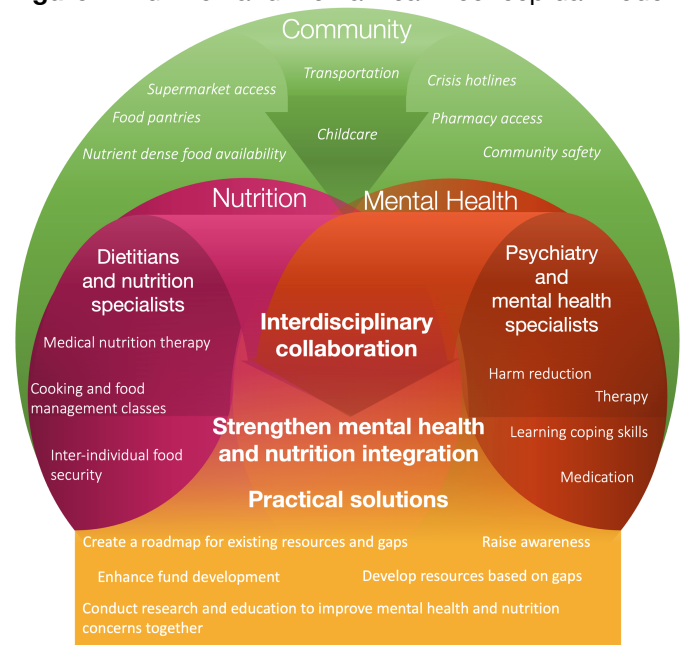 Community
Transportation
Supermarket access
Crisis hotlines
Food pantries
Pharmacy access
Childcare
Nutrient dense food availability
Community safety
Nutrition
Mental Health
Dietitians
and nutrition
specialists
Medical nutrition therapy
Cooking and food
management classes
Inter-individual food
security
Psychiatry
and
mental health
specialists
Harm reduction
Therapy
Learning coping skills
Medication
Interdisciplinary
collaboration
Strengthen mental health
and nutrition integration
Practical solutions
Create a roadmap for existing resources and gaps
Raise awareness
Enhance fund development
Develop resources based on gaps
Conduct research and education to improve mental health and nutrition
concerns together